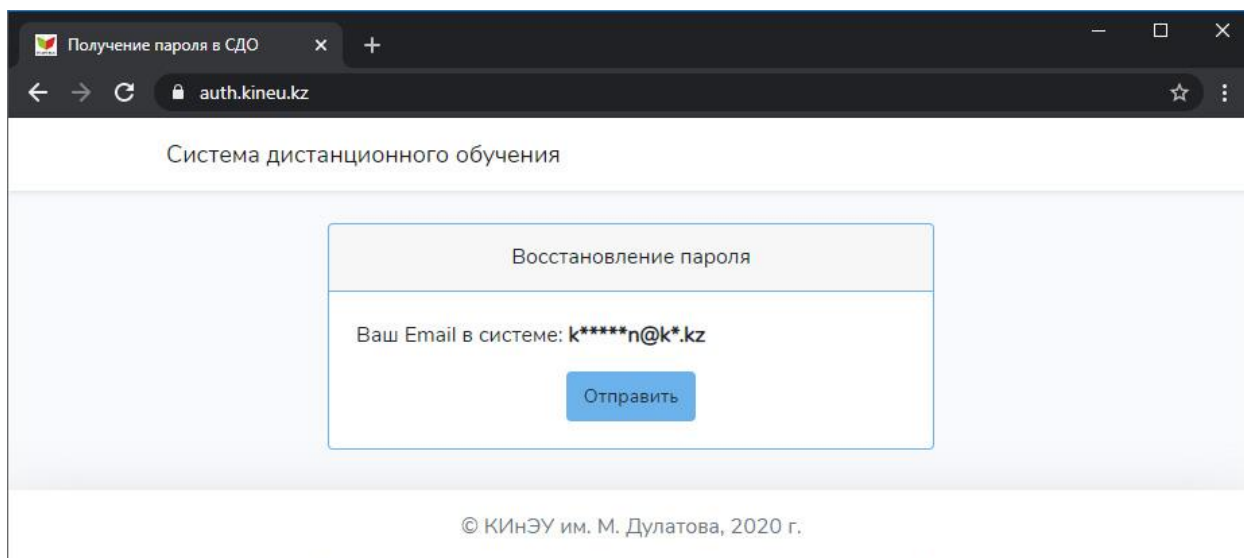 Получение пароля в СДО
auth.kineu.kz
Система дистанционного обучения
Восстановление пароля
Ваш Email в системе: k*****n@k*.kz
Отправить
© КИнЭУ им. М. Дулатова, 2020 г.